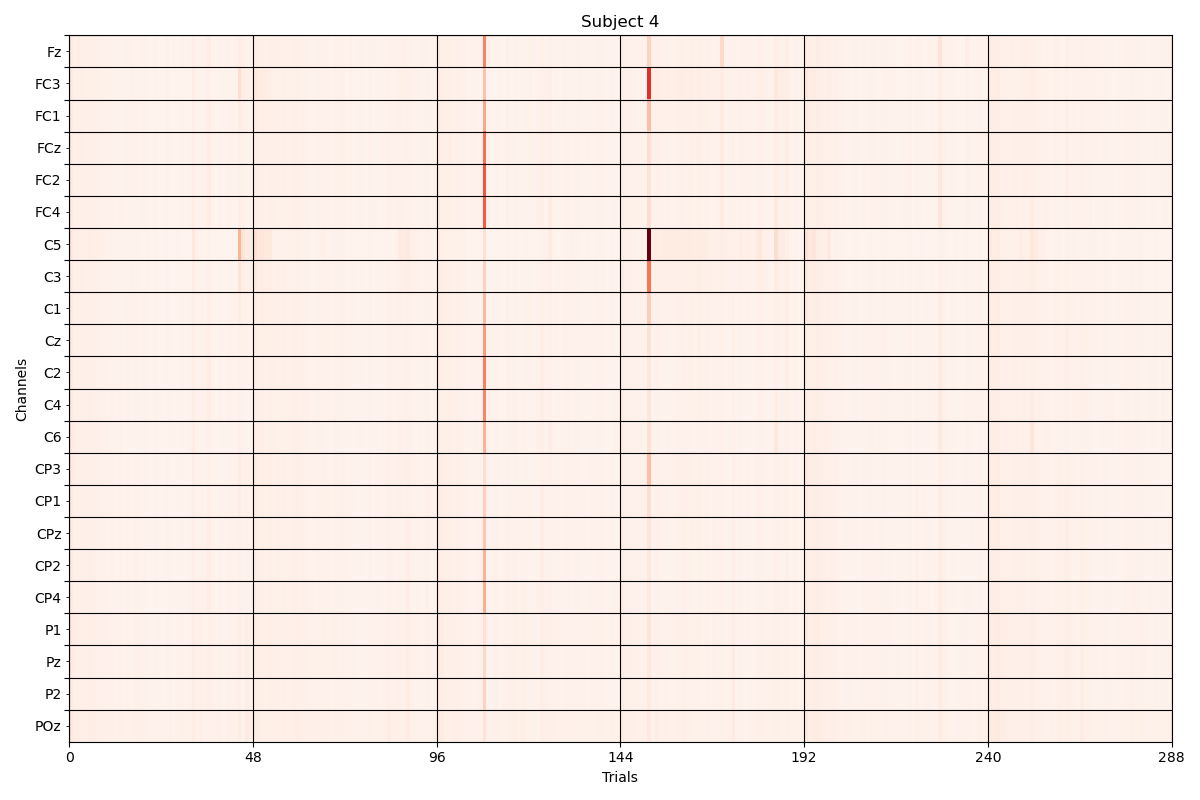 Subject 4
Fz
FC3
FC1
FCz
FC2
FC4
C5
C3
C1
Cz
C2
C4
C6
CP3
CP1
CPz
CP2
CP4
P1
Pz
P2
POz
Channels
0 48 96 144 192 240 288
Trials